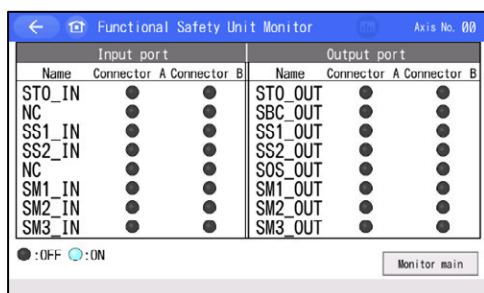 Functional Safety Unit Monitor Axis No. 00
Input port Output port
Name Connector A Connector B Name Connector A Connector B
STO_IN STO_OUT
NC SBC_OUT
SS1_IN SS1_OUT
SS2_IN SS2_OUT
NC SOS_OUT
SM1_IN SM1_OUT
SM2_IN SM2_OUT
SM3_IN SM3_OUT
:OFF :ON
Monitor main